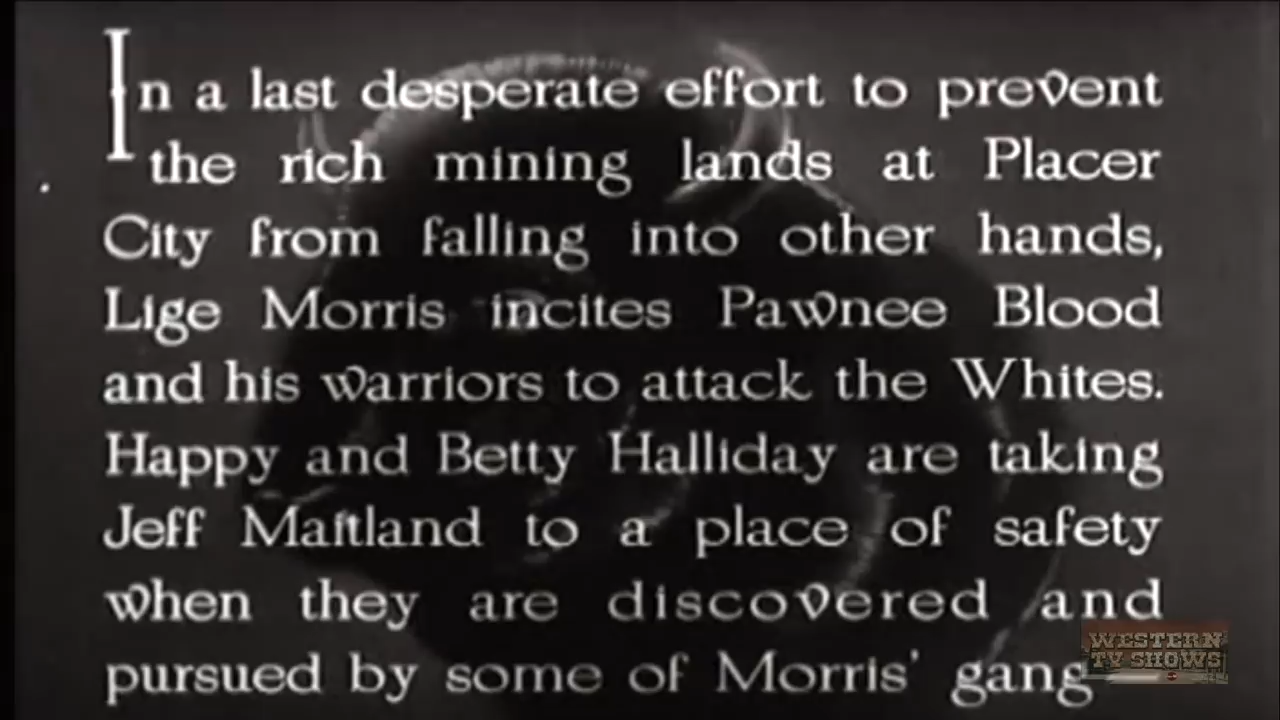 In a last desperate effort to prevent
the rich mining lands at Placer
City from falling into other hands,
Lige Morris incites Pawnee Blood
and his warriors to attack the Whites.
Happy and Betty Halliday are taking
Jeff Maitland to a place of safety
when they are discovered and
pursued by some of Morris' gang
WESTERN
TV SHOWS